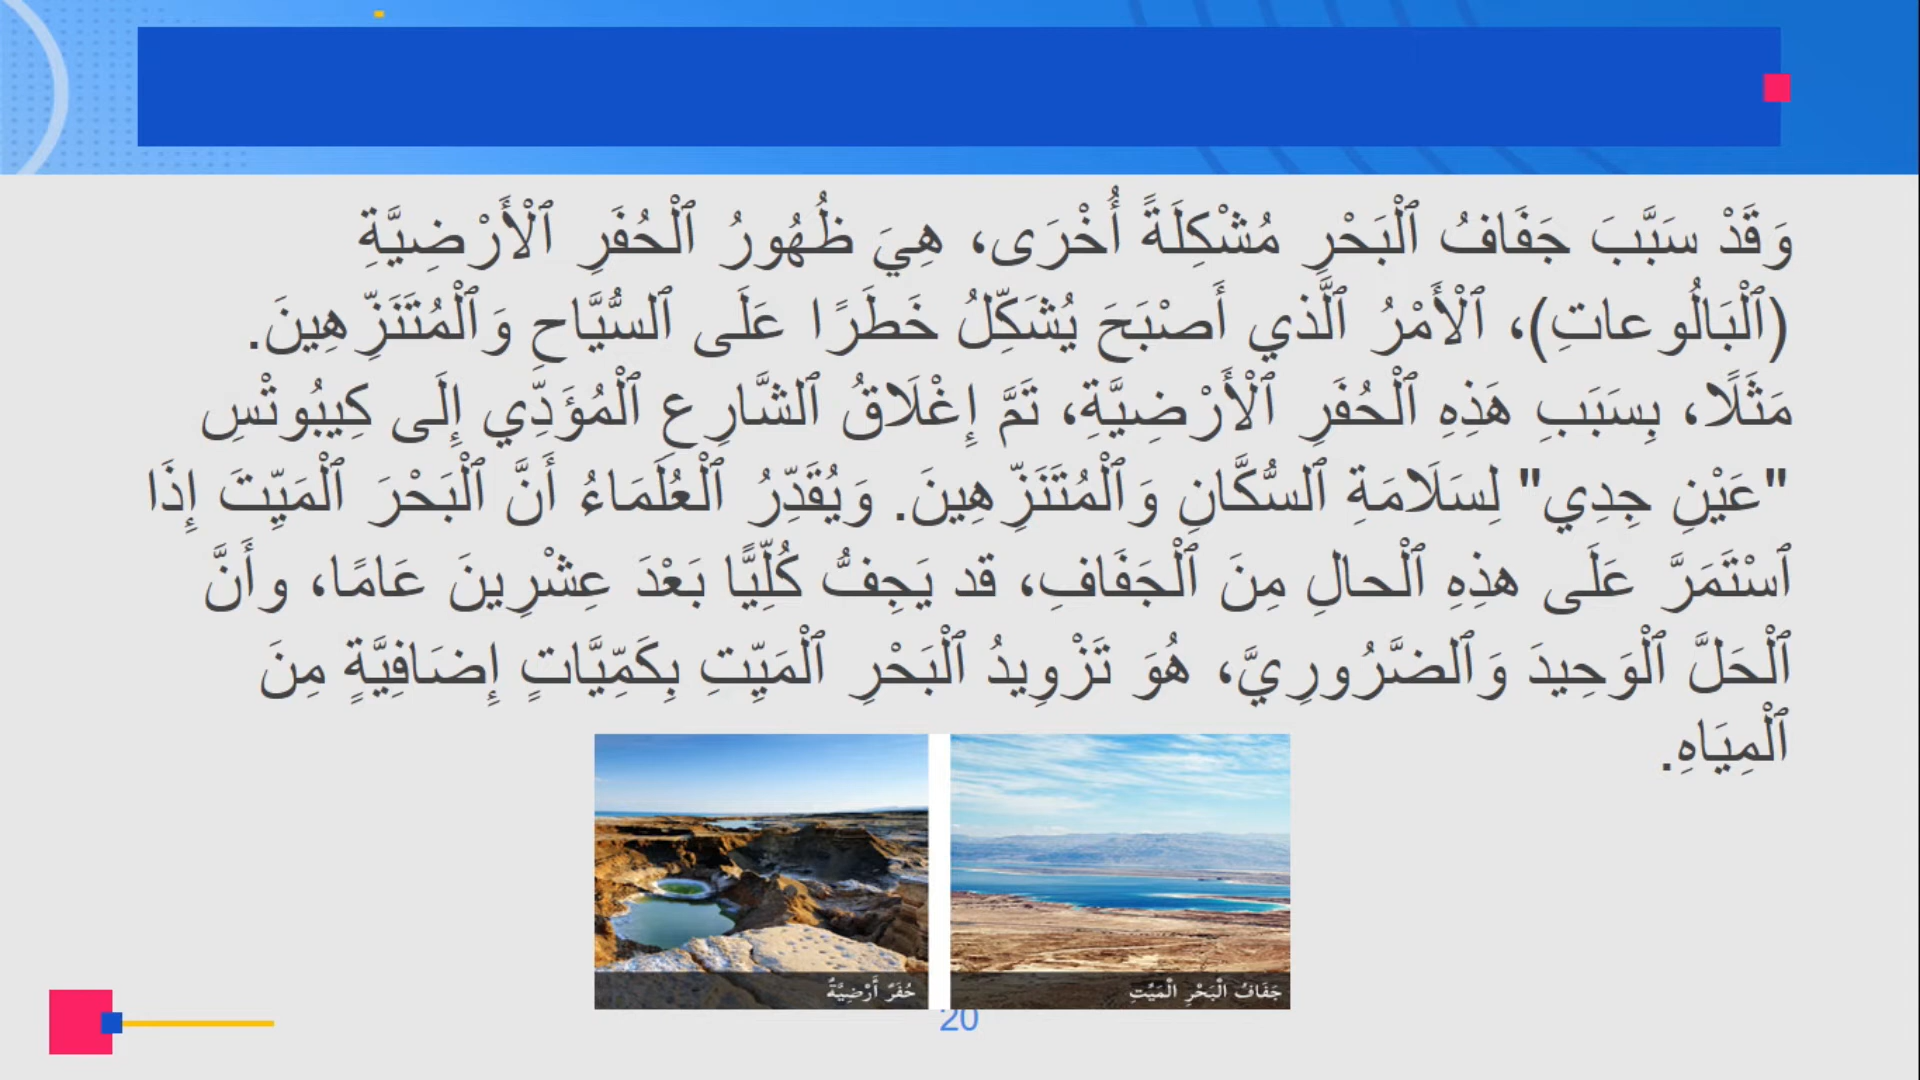 وَقَدْ سَبَّبَ جَفَافُ ٱلْبَحْرِ مُشْكِلَةً أُخْرَى، هِيَ ظُهُورُ ٱلْحُفَرِ ٱلْأَرْضِيَّةِ
(ٱلْبَالُوعاتِ)، ٱلْأَمْرُ ٱلَّذي أَصْبَحَ يُشَكِّلُ خَطَرًا عَلَى ٱلسُّيَّاحِ وَٱلْمُتَنَزِّهِينَ.
مَثَلًا، بِسَبَبِ هَذِهِ ٱلْحُفَرِ ٱلْأَرْضِيَّةِ، تَمَّ إِغْلَاقُ ٱلشَّارِعِ ٱلْمُؤَدِّي إِلَى كِيبُوتْسِ
"عَيْنِ جِدِي" لِسَلَامَةِ ٱلسُّكَّانِ وَٱلْمُتَنَزِّهِينَ. وَيُقَدِّرُ ٱلْعُلَمَاءُ أَنَّ ٱلْبَحْرَ ٱلْمَيِّتَ إِذَا
ٱسْتَمَرَّ عَلَى هذِهِ ٱلْحالِ مِنَ ٱلْجَفَافِ، قد يَجِفُّ كُلِّيًّا بَعْدَ عِشْرِينَ عَامًا، وأَنَّ
ٱلْحَلَّ ٱلْوَحِيدَ وَٱلضَّرُورِيَّ، هُوَ تَزْوِيدُ ٱلْبَحْرِ ٱلْمَيِّتِ بِكَمِّيَّاتٍ إِضَافِيَّةٍ مِنَ
ٱلْمِيَاهِ.
جَفَافُ الْبَحْرِ الْمَيِّتِ
حُفَرٌ أَرْضِيَّةٌ
20